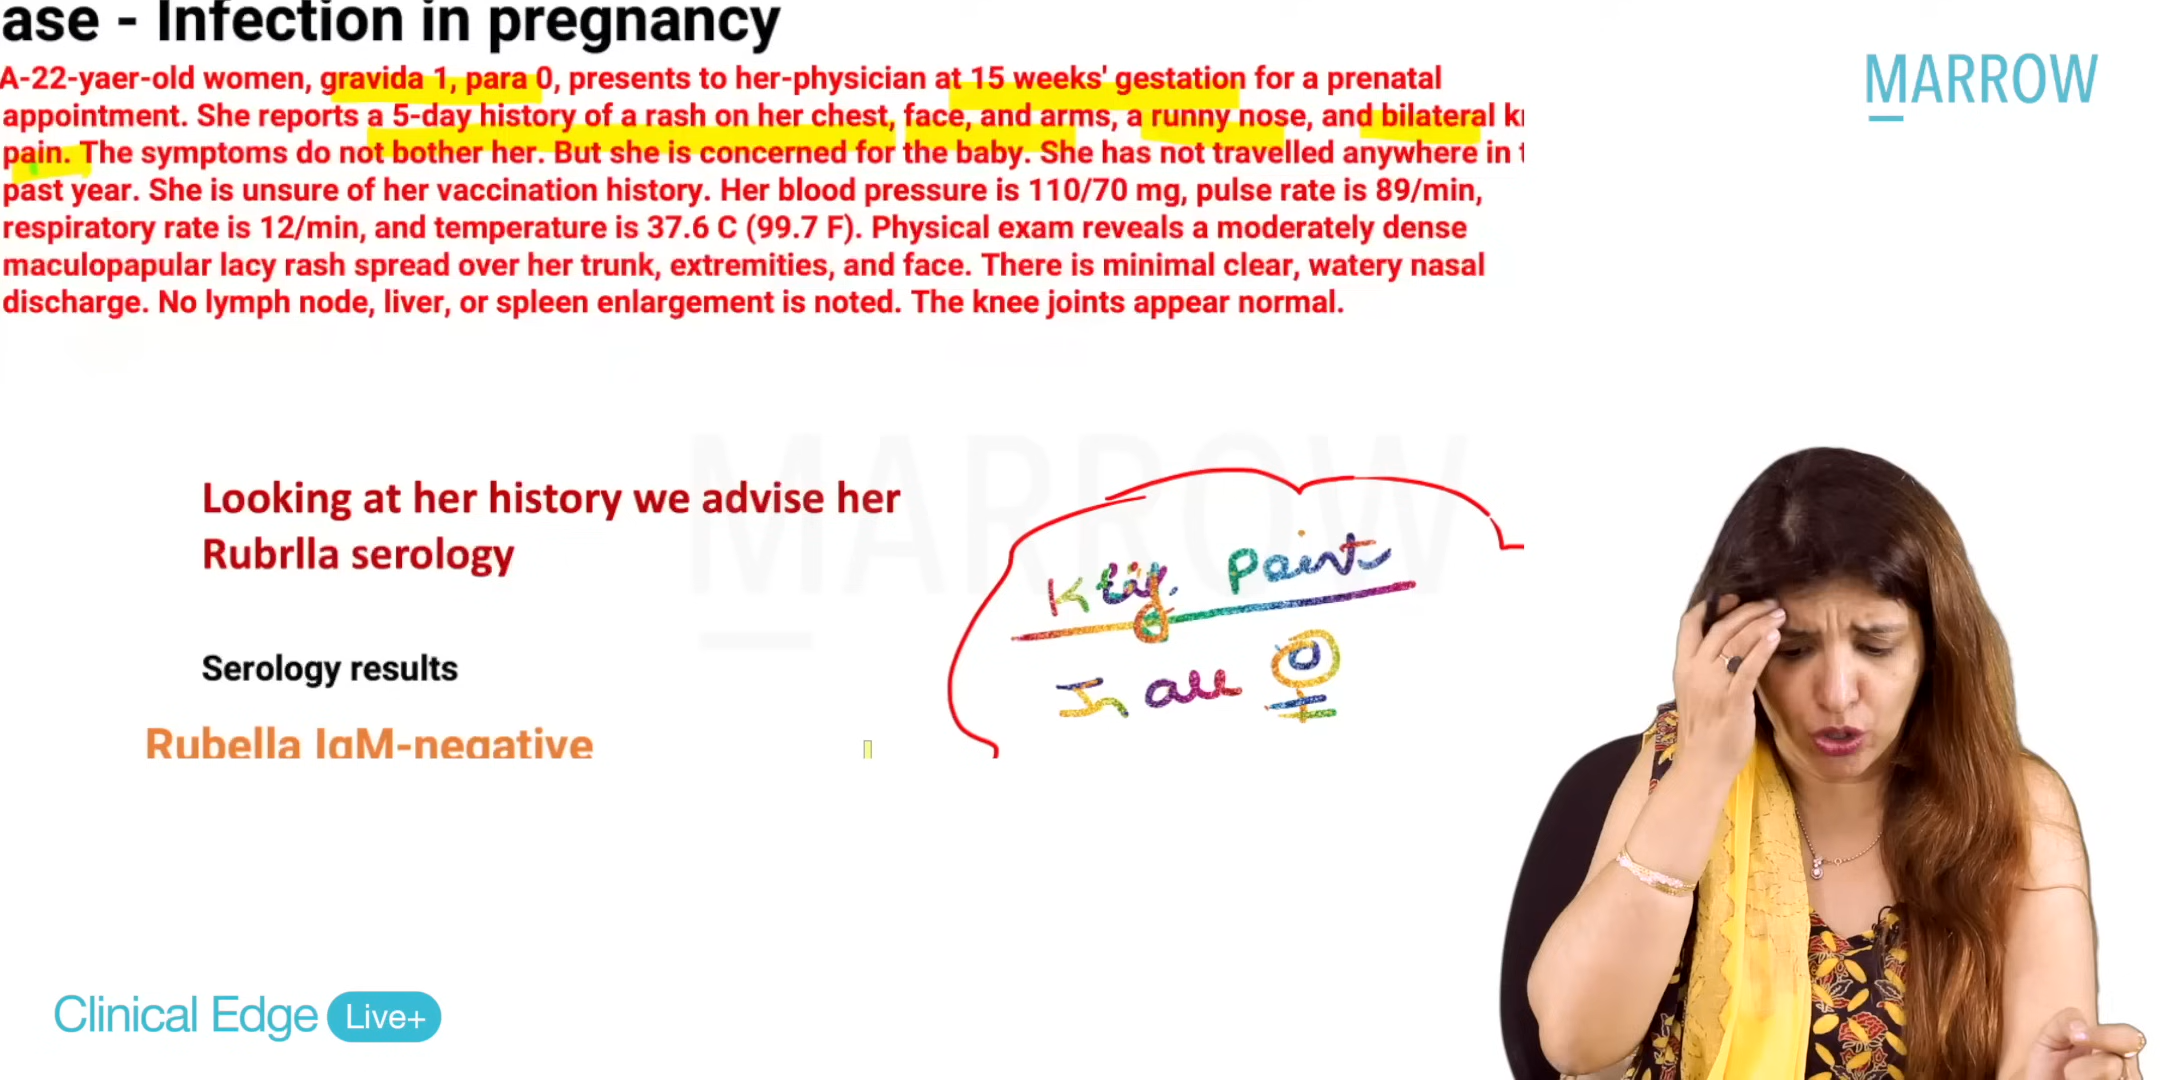 ase - Infection in pregnancy
MARROW
A-22-yaer-old women, gravida 1, para 0, presents to her-physician at 15 weeks' gestation for a prenatal
appointment. She reports a 5-day history of a rash on her chest, face, and arms, a runny nose, and bilateral
pain. The symptoms do not bother her. But she is concerned for the baby. She has not travelled anywhere in
past year. She is unsure of her vaccination history. Her blood pressure is 110/70 mg, pulse rate is 89/min,
respiratory rate is 12/min, and temperature is 37.6 C (99.7 F). Physical exam reveals a moderately dense
maculopapular lacy rash spread over her trunk, extremities, and face. There is minimal clear, watery nasal
discharge. No lymph node, liver, or spleen enlargement is noted. The knee joints appear normal.
MARROW
Looking at her history we advise her
Rubrlla serology
Point
In all
Serology results
Rubella IgM-negative
Clinical Edge Live+